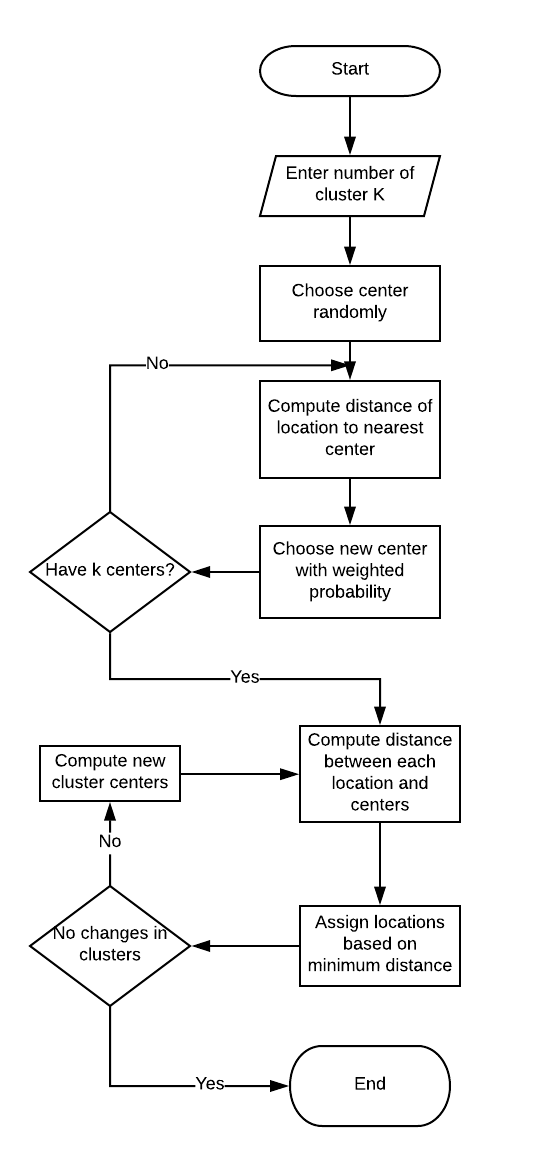 Start
Enter number of
cluster K
Choose center
randomly
No
Compute distance of
location to nearest
center
Choose new center
with weighted
probability
Have k centers?
Yes
Compute distance
between each
location and
centers
Compute new
cluster centers
No
Assign locations
based on
minimum distance
No changes in
clusters
Yes
End